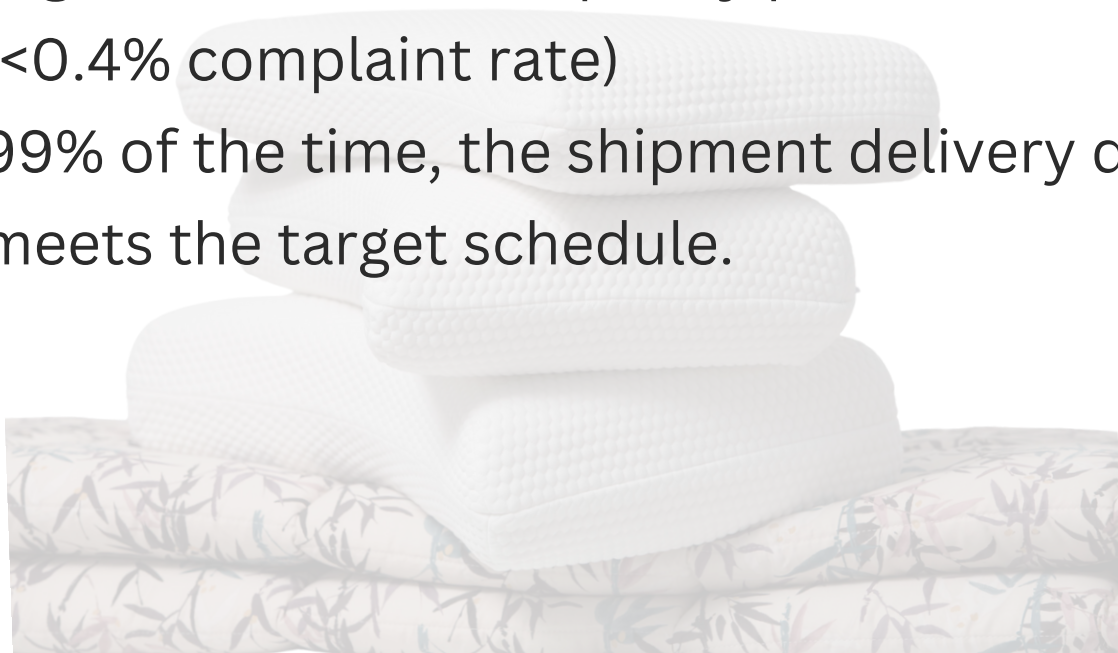 <0.4% complaint rate)
99% of the time, the shipment delivery
meets the target schedule.